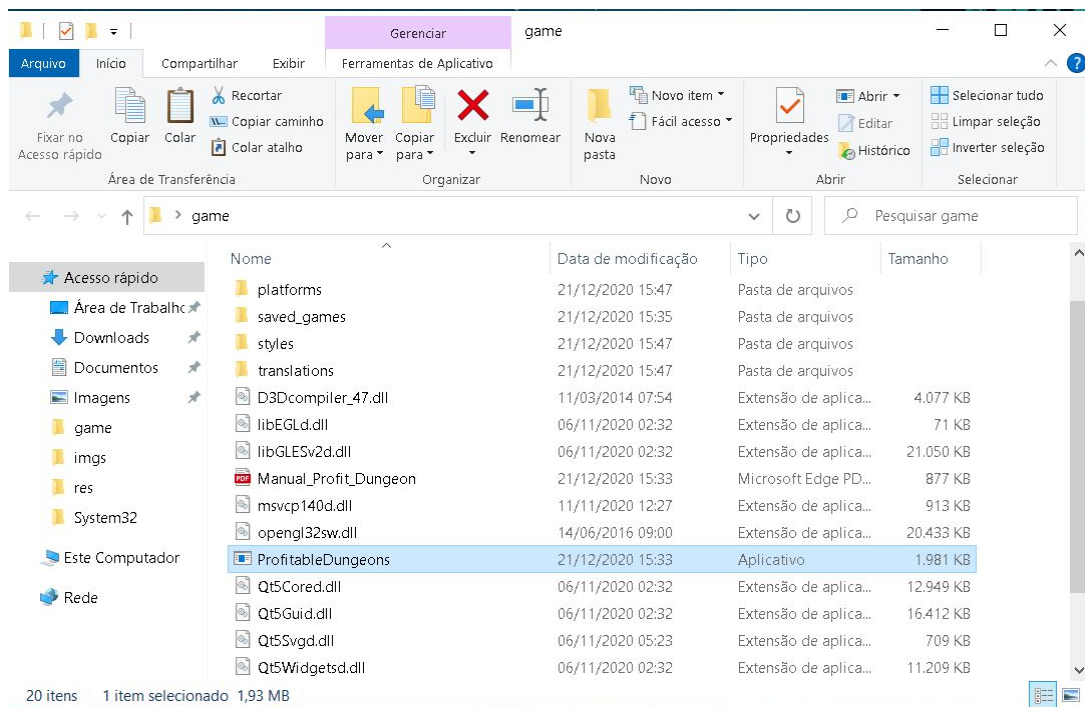 Gerenciar game
Arquivo Início Compartilhar Exibir Ferramentas de Aplicativo
Fixar no
Acesso rápido
Copiar
Colar
Recortar
Copiar caminho
Colar atalho
Área de Transferência
Mover
para
Copiar
para
Excluir
Renomear
Organizar
Nova
pasta
Novo item
Fácil acesso
Novo
Propriedades
Abrir
Editar
Histórico
Abrir
Selecionar tudo
Limpar seleção
Inverter seleção
Selecionar
game
Pesquisar game
Acesso rápido
Área de Trabalho
Downloads
Documentos
Imagens
game
imgs
res
System32
Este Computador
Rede
Nome Data de modificação Tipo Tamanho
platforms 21/12/2020 15:47 Pasta de arquivos
saved_games 21/12/2020 15:35 Pasta de arquivos
styles 21/12/2020 15:47 Pasta de arquivos
translations 21/12/2020 15:47 Pasta de arquivos
D3Dcompiler_47.dll 11/03/2014 07:54 Extensão de aplica... 4.077 KB
libEGLd.dll 06/11/2020 02:32 Extensão de aplica... 71 KB
libGLESv2d.dll 06/11/2020 02:32 Extensão de aplica... 21.050 KB
PDF Manual_Profit_Dungeon 21/12/2020 15:33 Microsoft Edge PD... 877 KB
msvcp140d.dll 11/11/2020 12:27 Extensão de aplica... 913 KB
opengl32sw.dll 14/06/2016 09:00 Extensão de aplica... 20.433 KB
ProfitableDungeons 21/12/2020 15:33 Aplicativo 1.981 KB
Qt5Cored.dll 06/11/2020 02:32 Extensão de aplica... 12.949 KB
Qt5Guid.dll 06/11/2020 02:32 Extensão de aplica... 16.412 KB
Qt5Svgd.dll 06/11/2020 05:23 Extensão de aplica... 709 KB
Qt5Widgetsd.dll 06/11/2020 02:32 Extensão de aplica... 11.209 KB
20 itens 1 item selecionado 1,93 MB